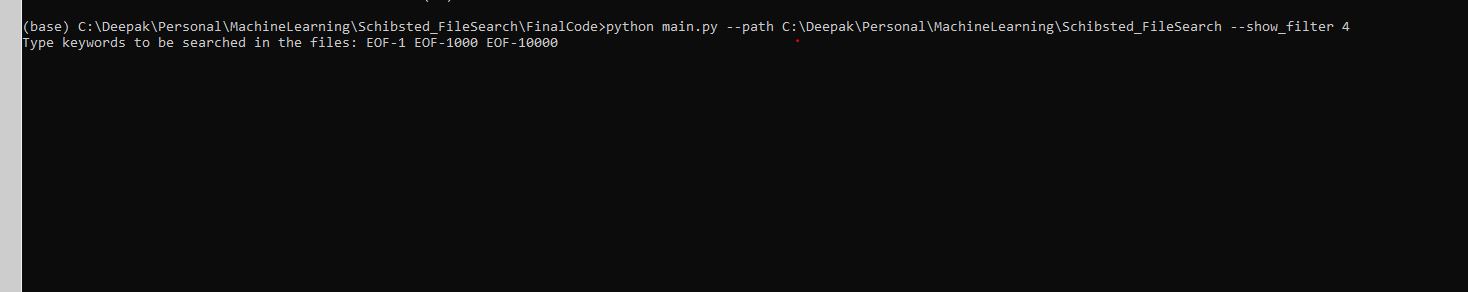 (base) C:\Deepak\Personal\MachineLearning\Schibsted_FileSearch\FinalCode>python main.py --path C:\Deepak\Personal\MachineLearning\Schibsted_FileSearch --show_filter 4
Type keywords to be searched in the files: EOF-1 EOF-1000 EOF-10000